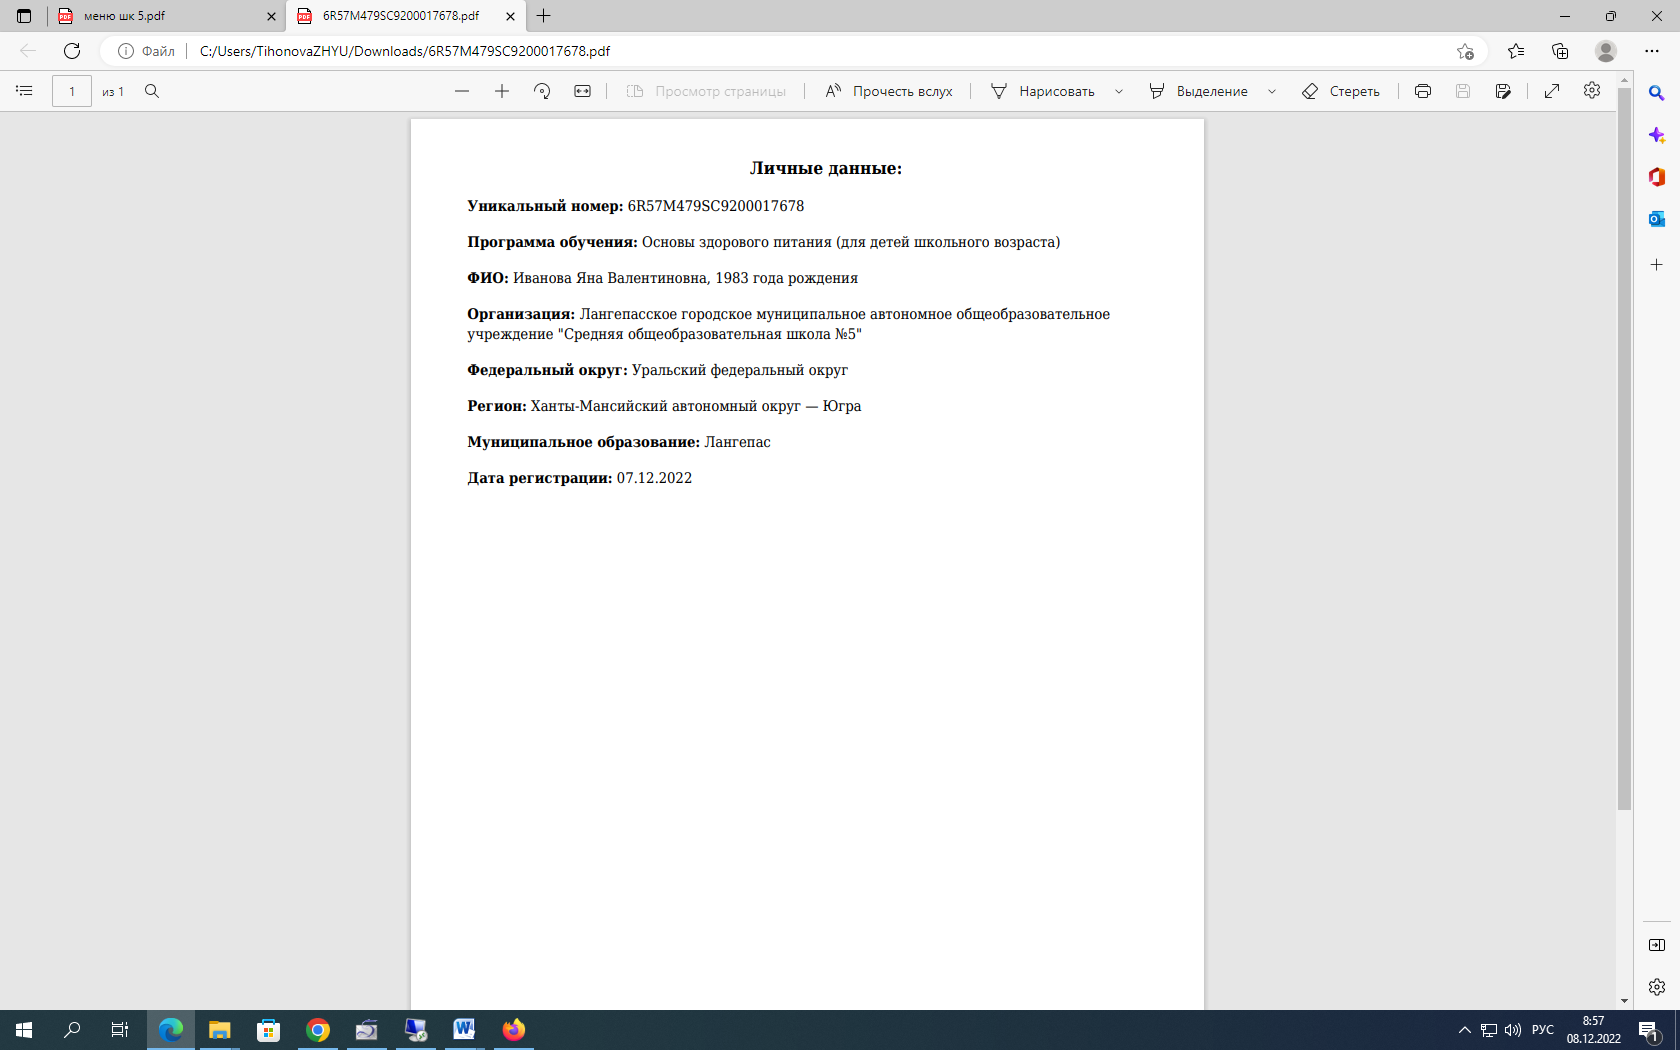 меню шк 5.pdf
6R57M479SC9200017678.pdf
Файл
C:/Users/TihonovaZHYU/Downloads/6R57M479SC9200017678.pdf
1 из 1
Просмотр страницы
Прочесть вслух
Нарисовать
Выделение
Стереть
Личные данные:
Уникальный номер: 6R57M479SC9200017678
Программа обучения: Основы здорового питания (для детей школьного возраста)
ФИО: Иванова Яна Валентиновна, 1983 года рождения
Организация: Лангепасское городское муниципальное автономное общеобразовательное
учреждение "Средняя общеобразовательная школа №5"
Федеральный округ: Уральский федеральный округ
Регион: Ханты-Мансийский автономный округ — Югра
Муниципальное образование: Лангепас
Дата регистрации: 07.12.2022
РУС
8:57
08.12.2022
1